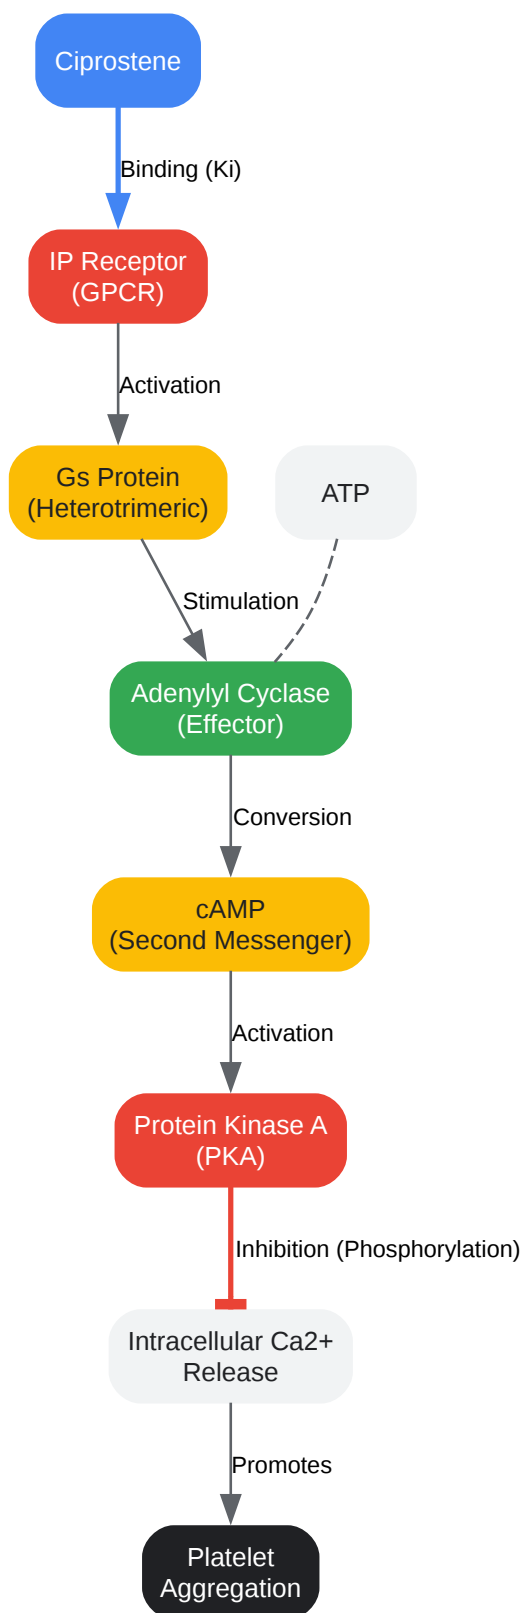 Ciprostene
Binding (Ki)
IP Receptor
(GPCR)
Activation
Gs Protein
(Heterotrimeric)
ATP
Stimulation
Adenylyl Cyclase
(Effector)
Conversion
cAMP
(Second Messenger)
Activation
Protein Kinase A
(PKA)
Inhibition (Phosphorylation)
Intracellular Ca2+
Release
Promotes
Platelet
Aggregation